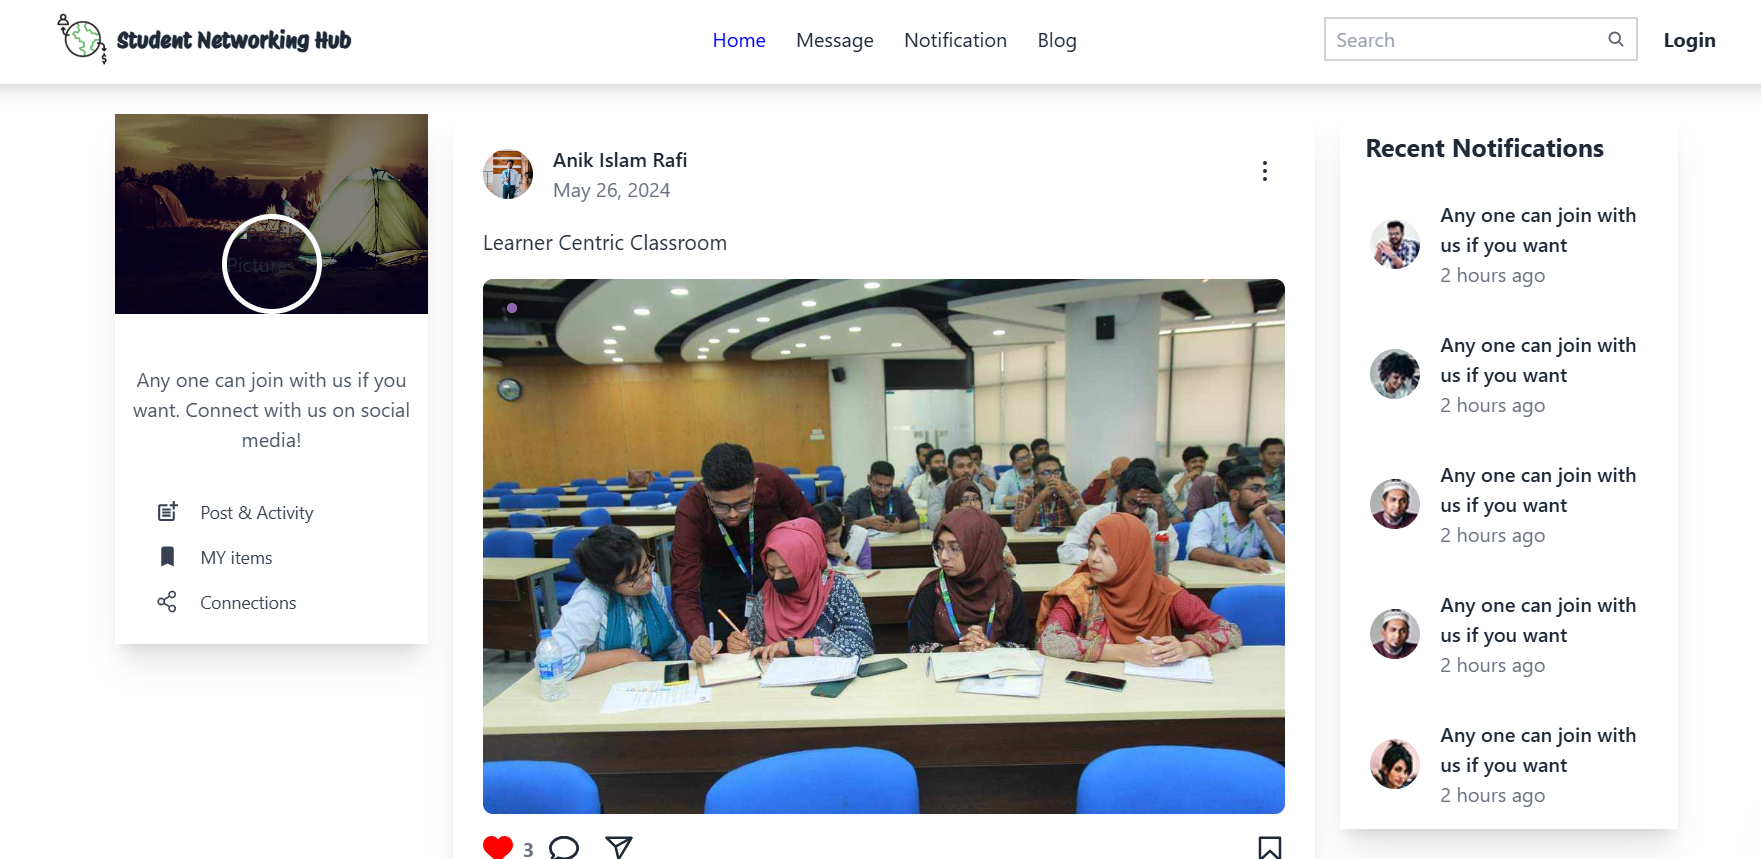 Student Networking Hub
Home Message Notification Blog
Search
Login
Picture
Any one can join with us if you
want. Connect with us on social
media!
Post & Activity
MY items
Connections
Anik Islam Rafi
May 26, 2024
Learner Centric Classroom
3
Recent Notifications
Any one can join with
us if you want
2 hours ago
Any one can join with
us if you want
2 hours ago
Any one can join with
us if you want
2 hours ago
Any one can join with
us if you want
2 hours ago
Any one can join with
us if you want
2 hours ago